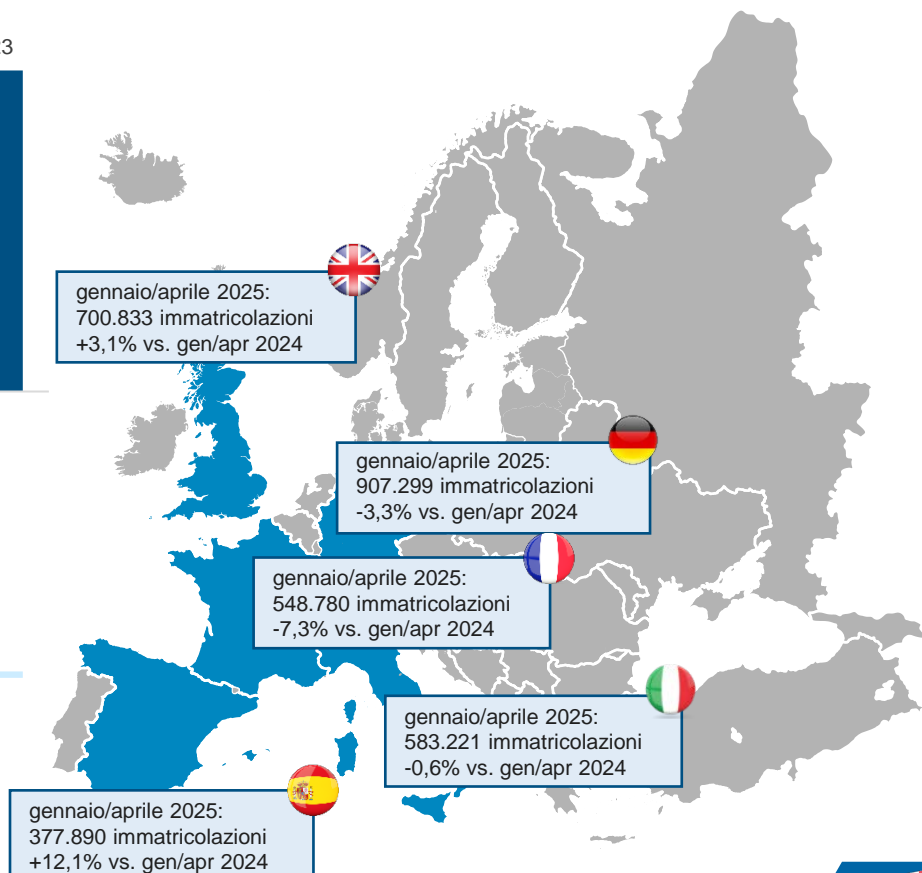 23
gennaio/aprile 2025:
700.833 immatricolazioni
+3,1% vs. gen/apr 2024
gennaio/aprile 2025:
907.299 immatricolazioni
-3,3% vs. gen/apr 2024
gennaio/aprile 2025:
548.780 immatricolazioni
-7,3% vs. gen/apr 2024
gennaio/aprile 2025:
583.221 immatricolazioni
-0,6% vs. gen/apr 2024
gennaio/aprile 2025:
377.890 immatricolazioni
+12,1% vs. gen/apr 2024